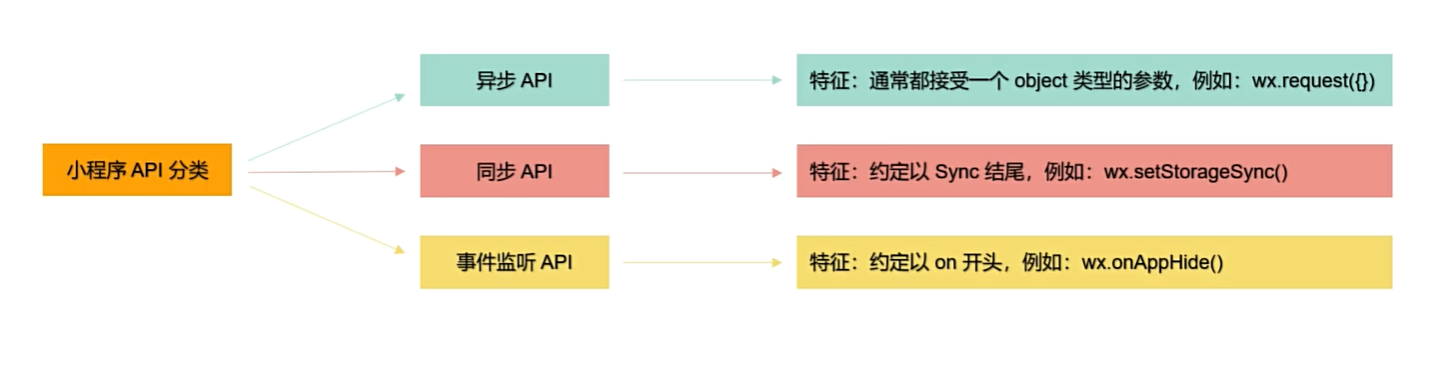 异步 API
特征：通常都接受一个 object 类型的参数，例如：wx.request({})
小程序 API 分类
同步 API
特征：约定以 Sync 结尾，例如：wx.setStorageSync()
事件监听 API
特征：约定以 on 开头，例如：wx.onAppHide()